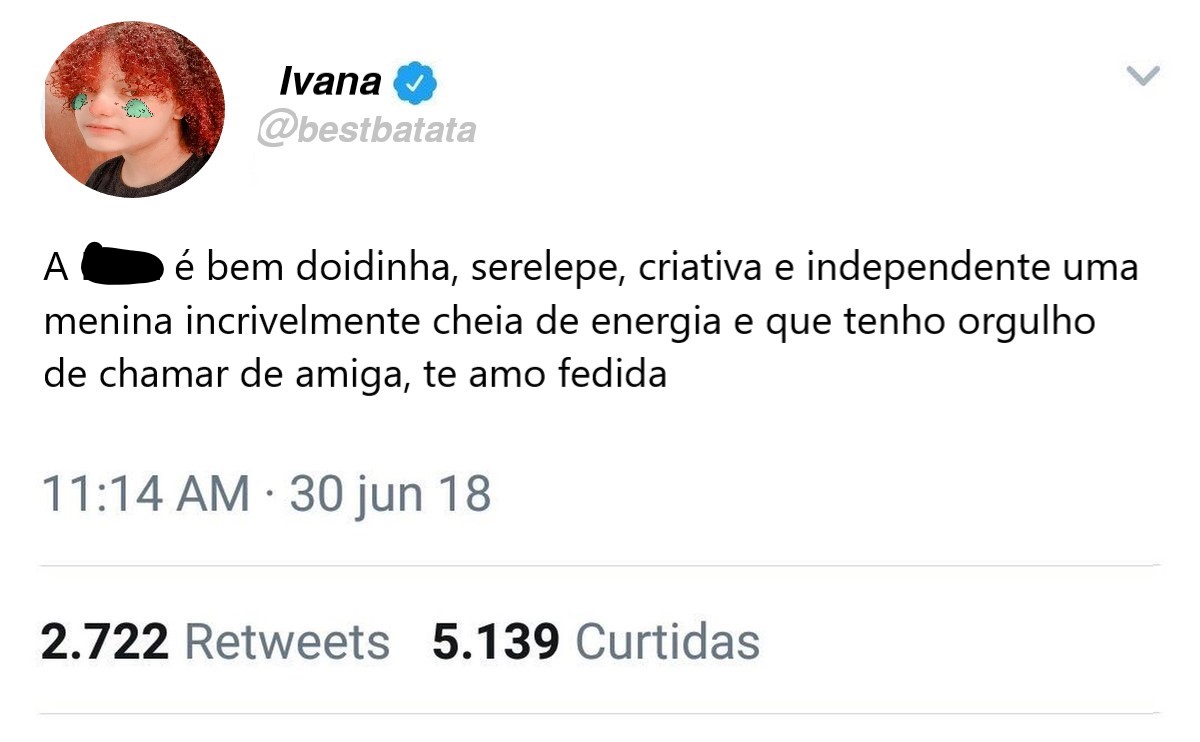 Ivana
@bestbatata
A é bem doidinha, serelepe, criativa e independente uma
menina incrivelmente cheia de energia e que tenho orgulho
de chamar de amiga, te amo fedida
11:14 AM · 30 jun 18
2.722 Retweets 5.139 Curtidas